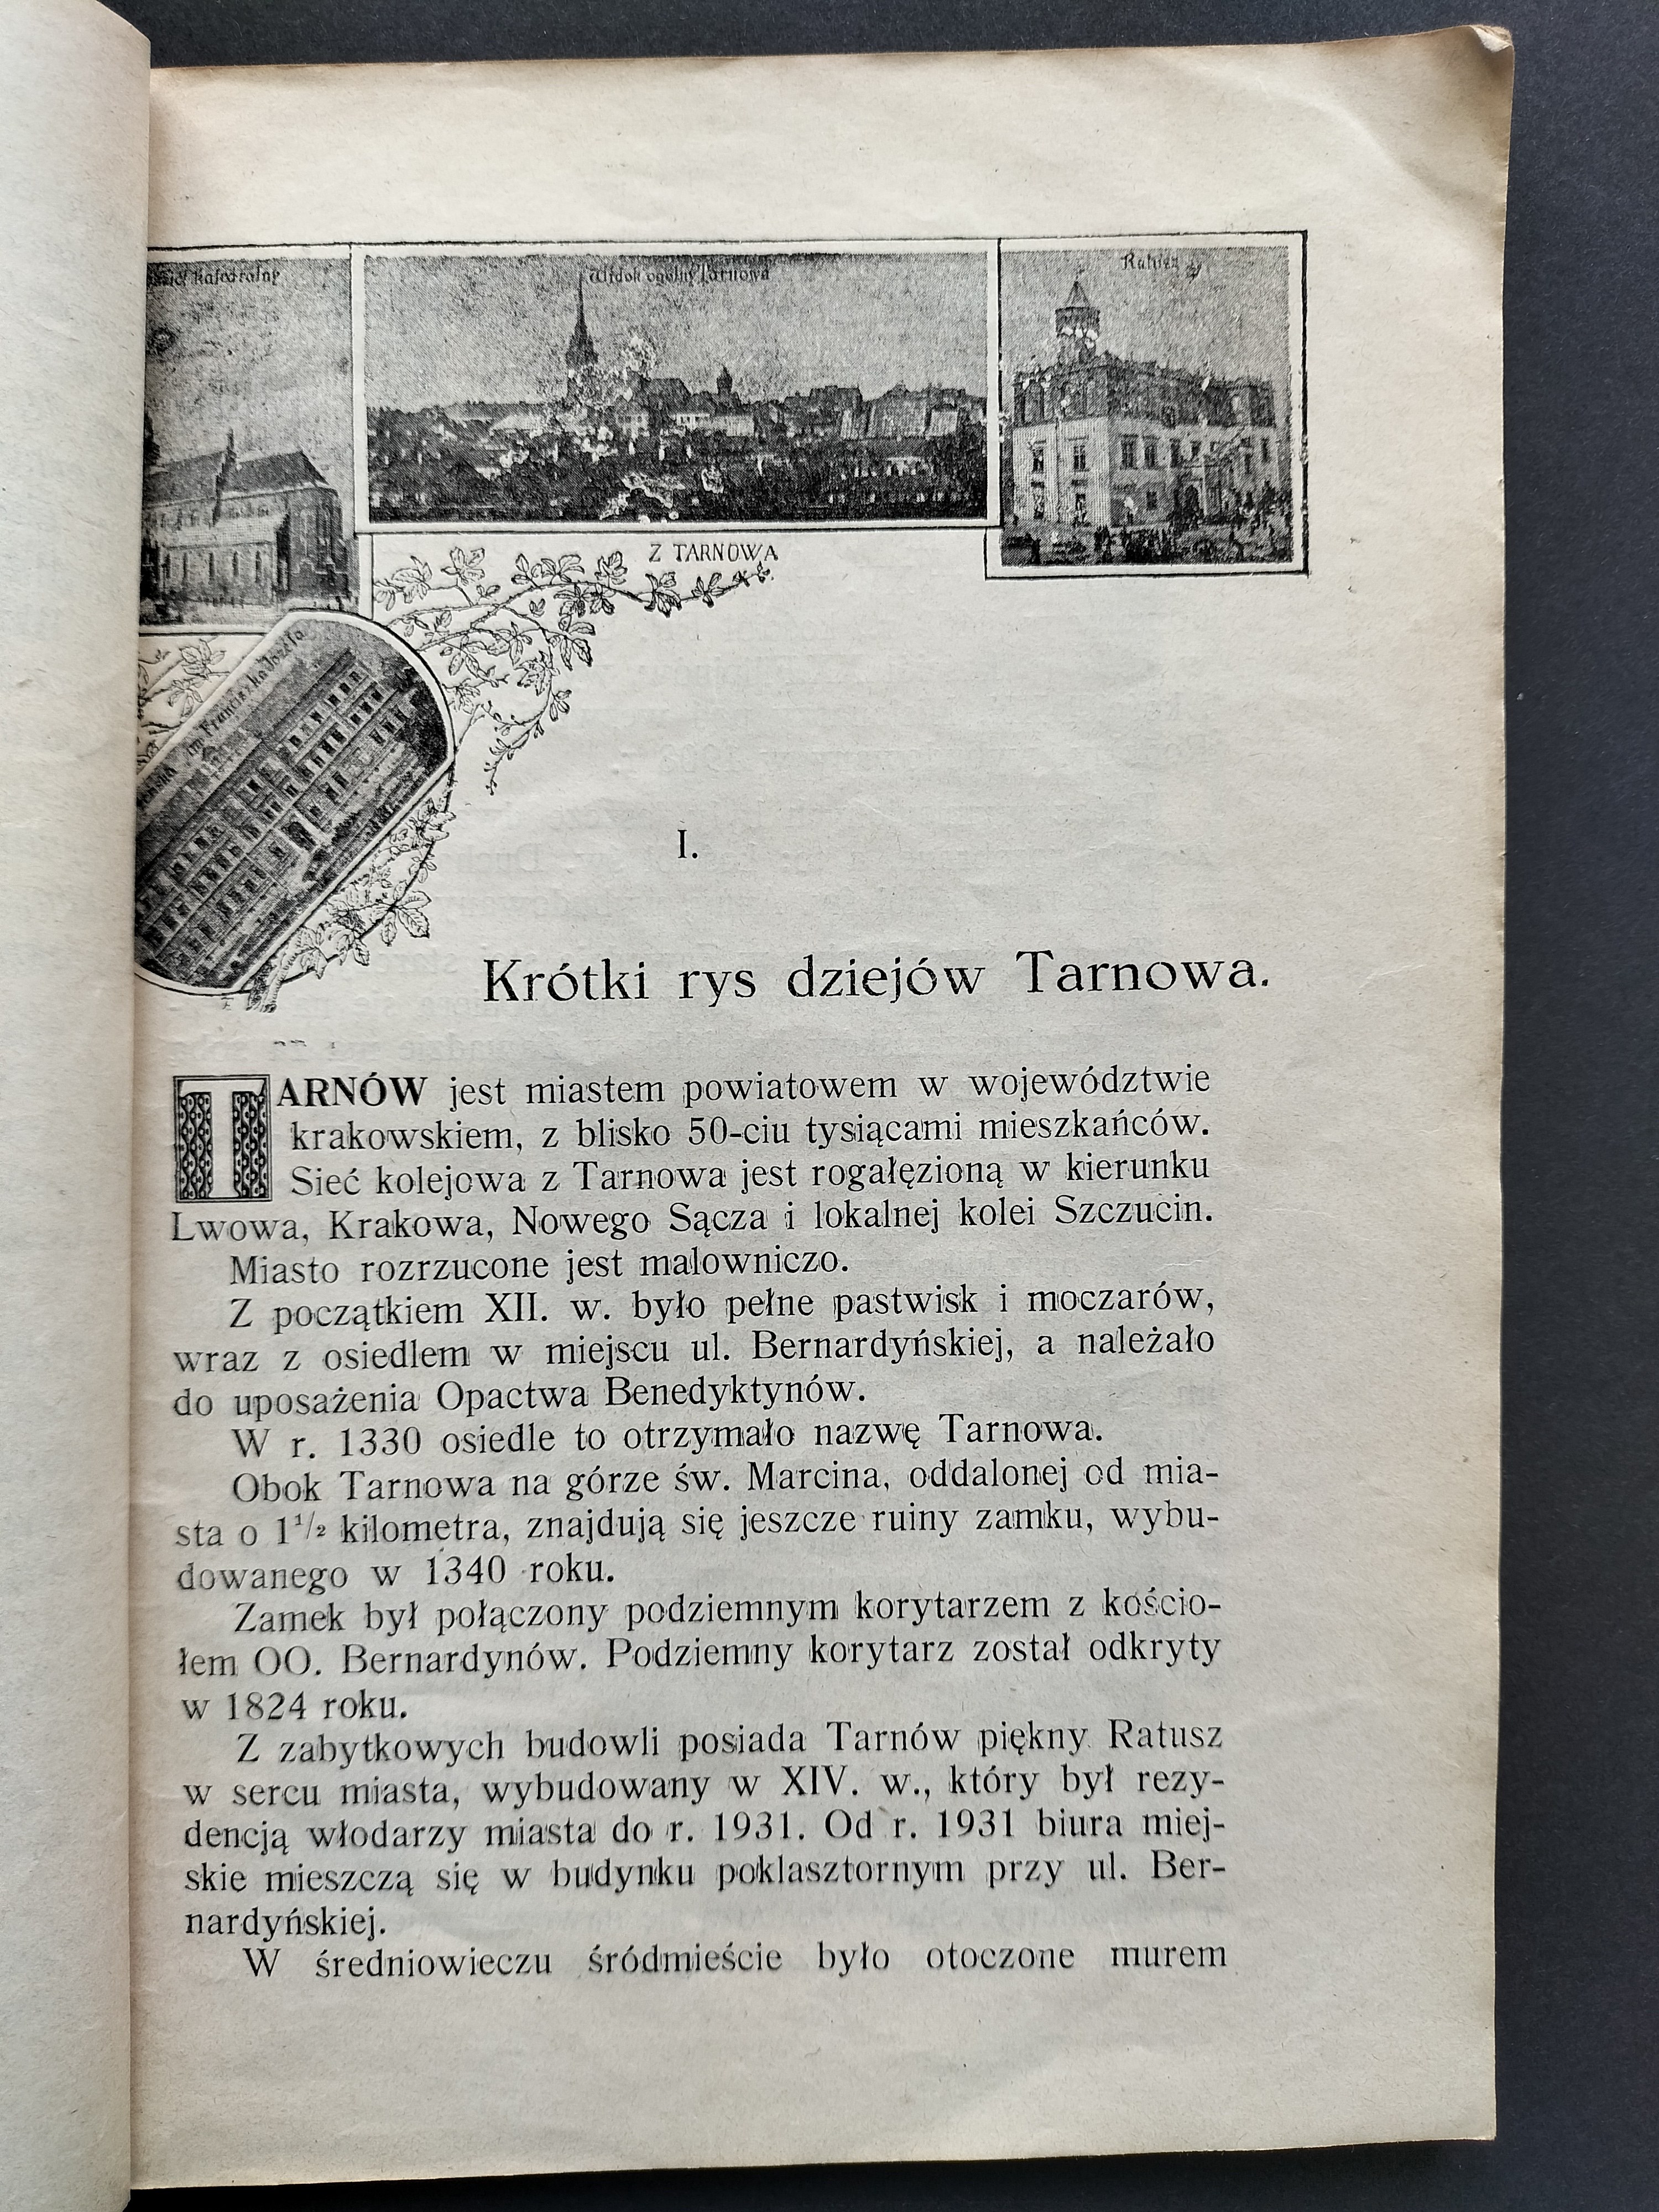 Widok ogólny Tarnowa
Ratusz
Z TARNOWA
im Franciszka Józefa
I.
Krótki rys dziejów Tarnowa.
TARNÓW jest miastem powiatowem w województwie
krakowskiem, z blisko 50-ciu tysiącami mieszkańców.
Sieć kolejowa z Tarnowa jest rogałęzioną w kierunku
Lwowa, Krakowa, Nowego Sącza i lokalnej kolei Szczucin.
Miasto rozrzucone jest malowniczo.
Z początkiem XII. w. było pełne pastwisk i moczarów,
wraz z osiedlem w miejscu ul. Bernardyńskiej, a należało
do uposażenia Opactwa Benedyktynów.
W r. 1330 osiedle to otrzymało nazwę Tarnowa.
Obok Tarnowa na górze św. Marcina, oddalonej od mia-
sta o 1¹/₂ kilometra, znajdują się jeszcze ruiny zamku, wybu-
dowanego w 1340 roku.
Zamek był połączony podziemnym korytarzem z kościo-
łem OO. Bernardynów. Podziemny korytarz został odkryty
w 1824 roku.
Z zabytkowych budowli posiada Tarnów piękny Ratusz
w sercu miasta, wybudowany w XIV. w., który był rezy-
dencją włodarzy miasta do r. 1931. Od r. 1931 biura miej-
skie mieszczą się w budynku poklasztornym przy ul. Ber-
nardyńskiej.
W średniowieczu śródmieście było otoczone murem